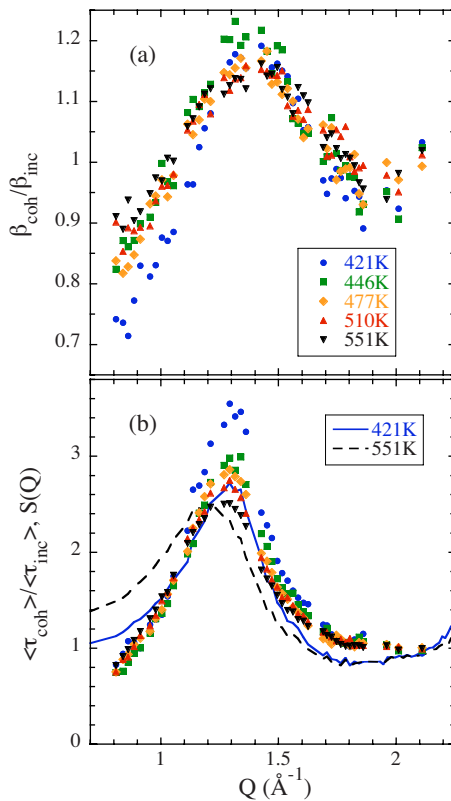 (a)
1.2
1.1
1
0.9
0.8
0.7
β_coh/β_inc
421K
446K
477K
510K
551K
(b)
421K
551K
3
2
1
0
<τ_coh>/<τ_inc>, S(Q)
1
1.5
2
Q (Å⁻¹)